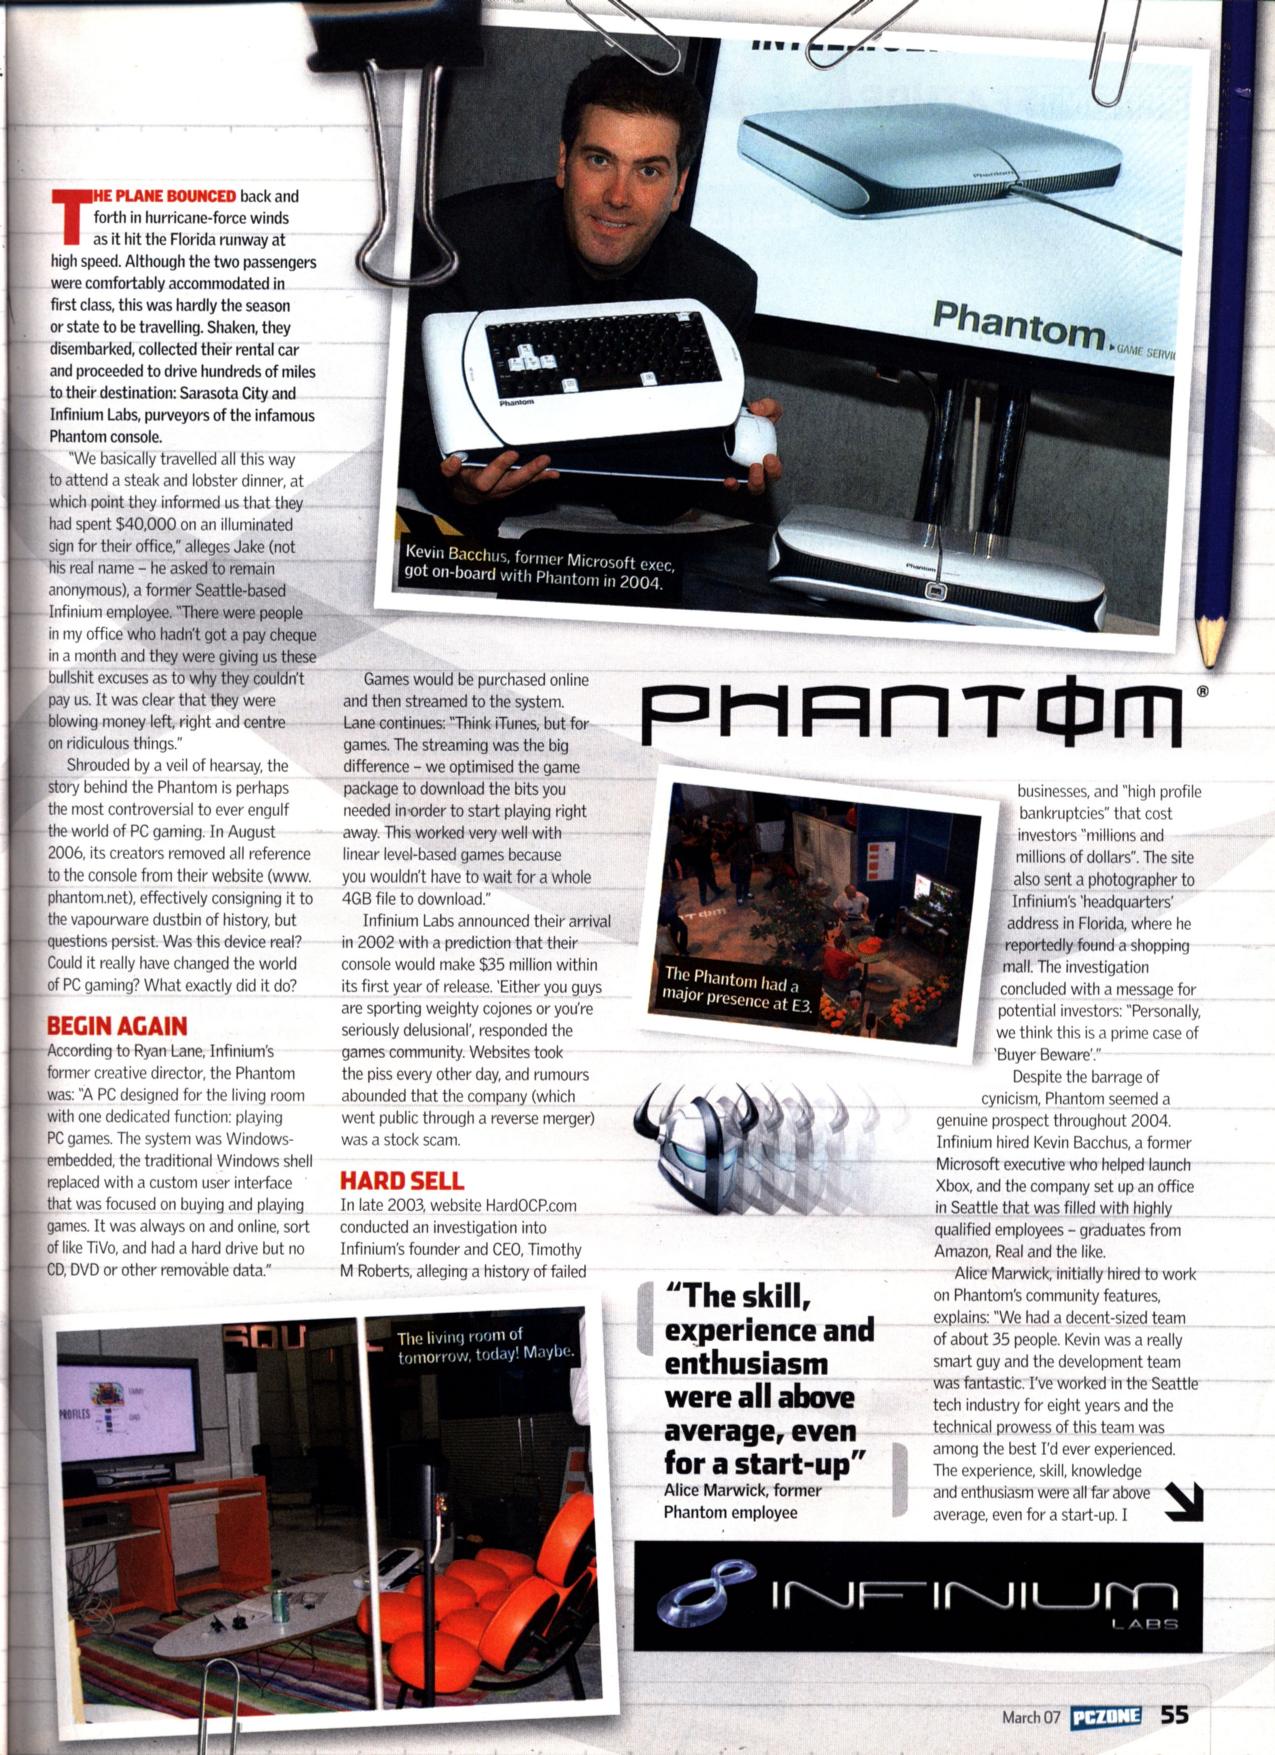 THE PLANE BOUNCED back and
forth in hurricane-force winds
as it hit the Florida runway at
high speed. Although the two passengers
were comfortably accommodated in
first class, this was hardly the season
or state to be travelling. Shaken, they
disembarked, collected their rental car
and proceeded to drive hundreds of miles
to their destination: Sarasota City and
Infinium Labs, purveyors of the infamous
Phantom console.
"We basically travelled all this way
to attend a steak and lobster dinner, at
which point they informed us that they
had spent $40,000 on an illuminated
sign for their office," alleges Jake (not
his real name – he asked to remain
anonymous), a former Seattle-based
Infinium employee. "There were people
in my office who hadn't got a pay cheque
in a month and they were giving us these
bullshit excuses as to why they couldn't
pay us. It was clear that they were
blowing money left, right and centre
on ridiculous things."
Shrouded by a veil of hearsay, the
story behind the Phantom is perhaps
the most controversial to ever engulf
the world of PC gaming. In August
2006, its creators removed all reference
to the console from their website (www.
phantom.net), effectively consigning it to
the vapourware dustbin of history, but
questions persist. Was this device real?
Could it really have changed the world
of PC gaming? What exactly did it do?
BEGIN AGAIN
According to Ryan Lane, Infinium's
former creative director, the Phantom
was: "A PC designed for the living room
with one dedicated function: playing
PC games. The system was Windows-
embedded, the traditional Windows shell
replaced with a custom user interface
that was focused on buying and playing
games. It was always on and online, sort
of like TiVo, and had a hard drive but no
CD, DVD or other removable data."
Games would be purchased online
and then streamed to the system.
Lane continues: "Think iTunes, but for
games. The streaming was the big
difference – we optimised the game
package to download the bits you
needed in order to start playing right
away. This worked very well with
linear level-based games because
you wouldn't have to wait for a whole
4GB file to download."
Infinium Labs announced their arrival
in 2002 with a prediction that their
console would make $35 million within
its first year of release. 'Either you guys
are sporting weighty cojones or you're
seriously delusional', responded the
games community. Websites took
the piss every other day, and rumours
abounded that the company (which
went public through a reverse merger)
was a stock scam.
HARD SELL
In late 2003, website HardOCP.com
conducted an investigation into
Infinium's founder and CEO, Timothy
M Roberts, alleging a history of failed
businesses, and "high profile
bankruptcies" that cost
investors "millions and
millions of dollars". The site
also sent a photographer to
Infinium's 'headquarters'
address in Florida, where he
reportedly found a shopping
mall. The investigation
concluded with a message for
potential investors: "Personally,
we think this is a prime case of
'Buyer Beware'."
Despite the barrage of
cynicism, Phantom seemed a
genuine prospect throughout 2004.
Infinium hired Kevin Bacchus, a former
Microsoft executive who helped launch
Xbox, and the company set up an office
in Seattle that was filled with highly
qualified employees – graduates from
Amazon, Real and the like.
Alice Marwick, initially hired to work
on Phantom's community features,
explains: "We had a decent-sized team
of about 35 people. Kevin was a really
smart guy and the development team
was fantastic. I've worked in the Seattle
tech industry for eight years and the
technical prowess of this team was
among the best I'd ever experienced.
The experience, skill, knowledge
and enthusiasm were all far above
average, even for a start-up. I
Phantom
GAME SERVI
Phantom
Phantom
Phantom
Kevin Bacchus, former Microsoft exec,
got on-board with Phantom in 2004.
PHANTOM®
The Phantom had a
major presence at E3.
"The skill,
experience and
enthusiasm
were all above
average, even
for a start-up"
Alice Marwick, former
Phantom employee
The living room of
tomorrow, today! Maybe.
PROFILES
INFINIUM
LABS
March 07 PCZONE 55